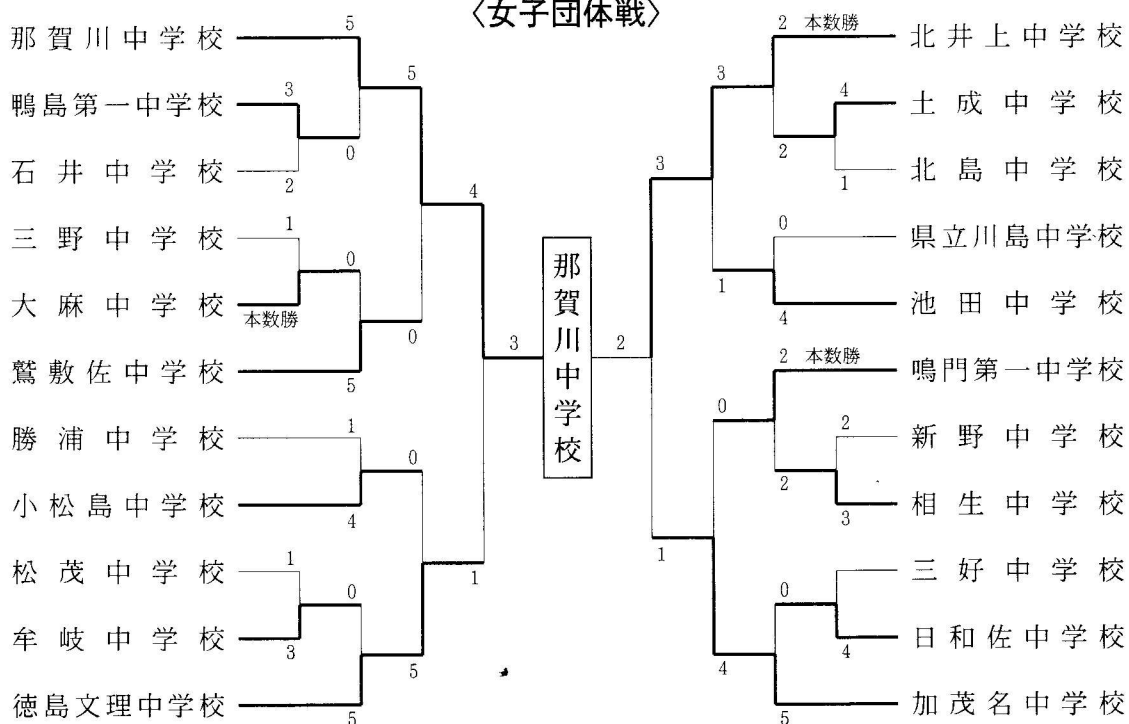 〈女子団体戦〉
那賀川中学校
5
鴨島第一中学校
3
5
石井中学校
2
0
三野中学校
1
4
大麻中学校
本数勝
0
鷲敷佐中学校
5
0
勝浦中学校
1
小松島中学校
4
0
松茂中学校
1
1
牟岐中学校
3
0
徳島文理中学校
5
5
3
那賀川中学校
2
2 本数勝
北井上中学校
3
4
土成中学校
2
1
北島中学校
3
0
県立川島中学校
1
4
池田中学校
2 本数勝
鳴門第一中学校
0
2
新野中学校
2
3
相生中学校
1
三好中学校
0
4
日和佐中学校
4
5
加茂名中学校